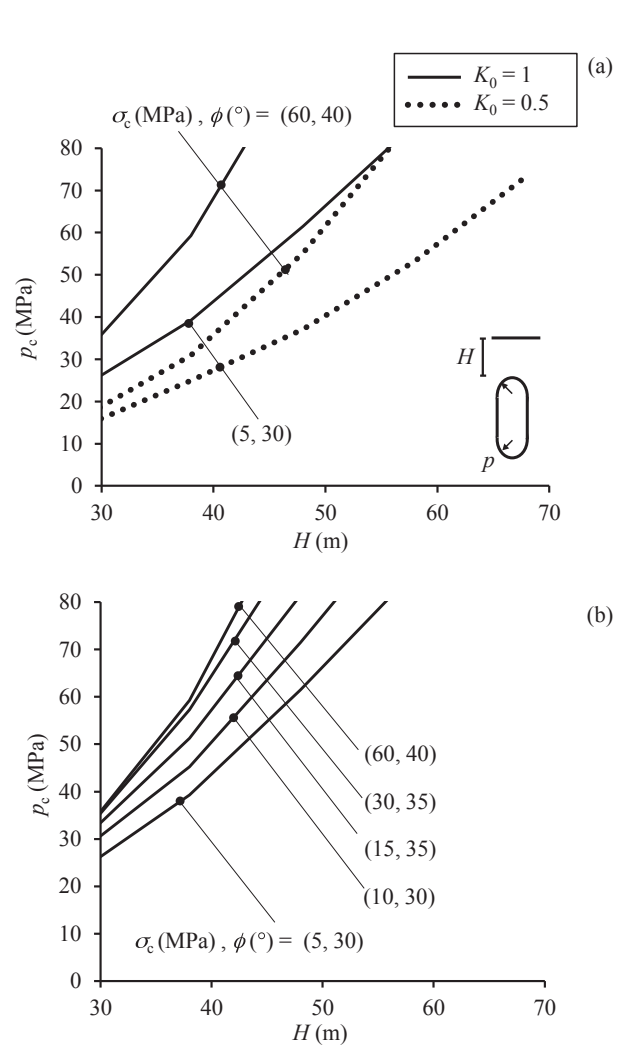 (a)
K₀ = 1
K₀ = 0.5
σc (MPa) , ϕ (°) = (60, 40)
80
70
60
50
40
30
20
10
0
pc (MPa)
(5, 30)
H
p
30 40 50 60 70
H (m)
(b)
80
70
60
50
40
30
20
10
0
pc (MPa)
(60, 40)
(30, 35)
(15, 35)
(10, 30)
σc (MPa) , ϕ (°) = (5, 30)
30 40 50 60 70
H (m)